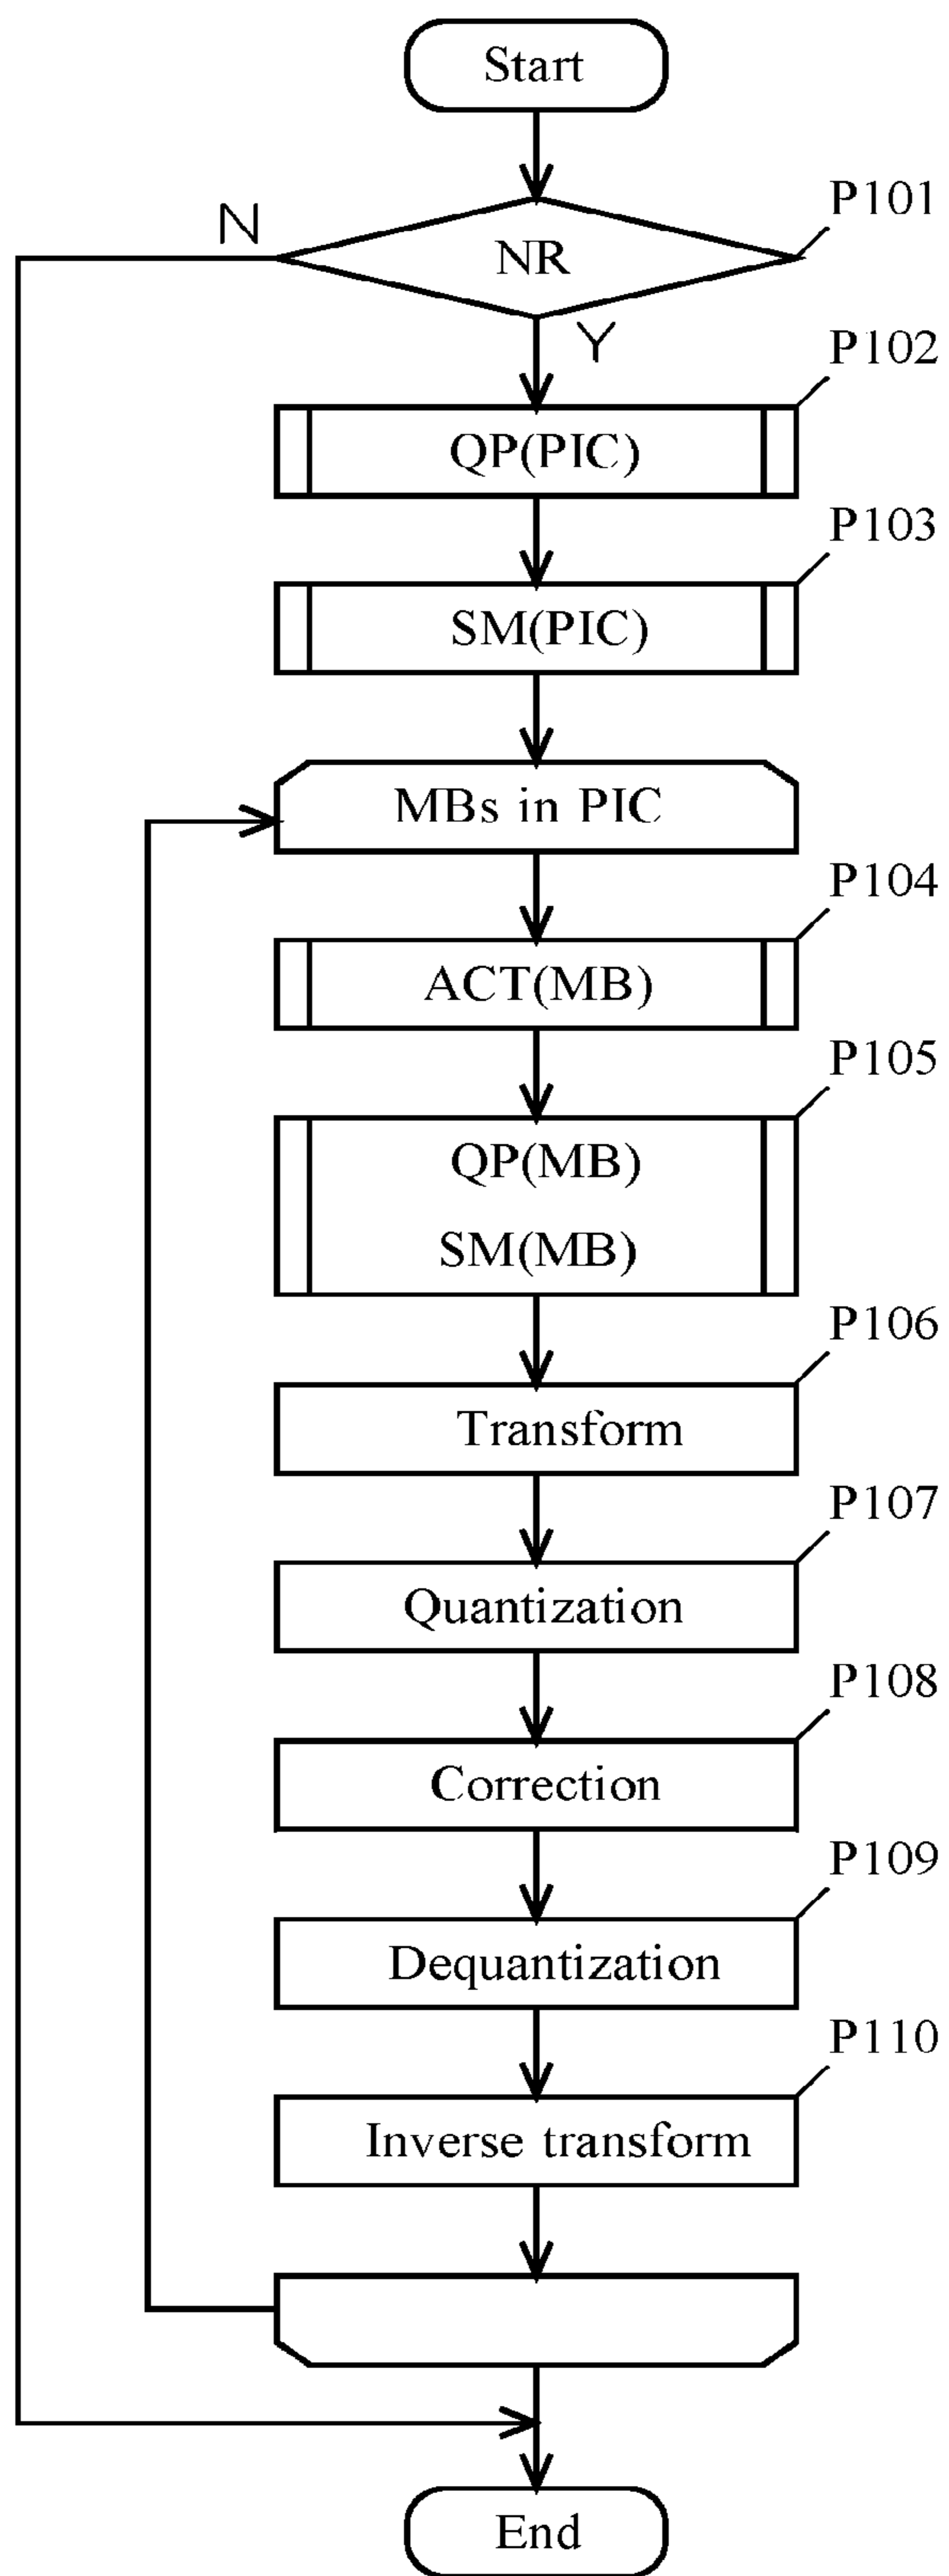 Start
P101
N
NR
Y
P102
QP(PIC)
P103
SM(PIC)
MBs in PIC
P104
ACT(MB)
P105
QP(MB)
SM(MB)
P106
Transform
P107
Quantization
P108
Correction
P109
Dequantization
P110
Inverse transform
End